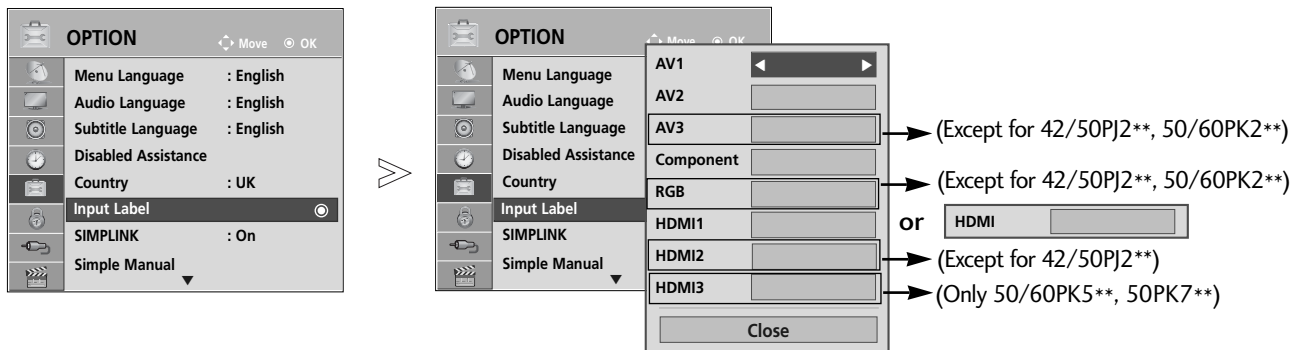 OPTION
Move OK
Menu Language : English
Audio Language : English
Subtitle Language : English
Disabled Assistance
Country : UK
Input Label
SIMPLINK : On
Simple Manual
OPTION
Move OK
Menu Language
Audio Language
Subtitle Language
Disabled Assistance
Country
Input Label
SIMPLINK
Simple Manual
AV1
AV2
AV3
Component
RGB
HDMI1
HDMI2
HDMI3
Close
(Except for 42/50PJ2**, 50/60PK2**)
(Except for 42/50PJ2**, 50/60PK2**)
or HDMI
(Except for 42/50PJ2**)
(Only 50/60PK5**, 50PK7**)